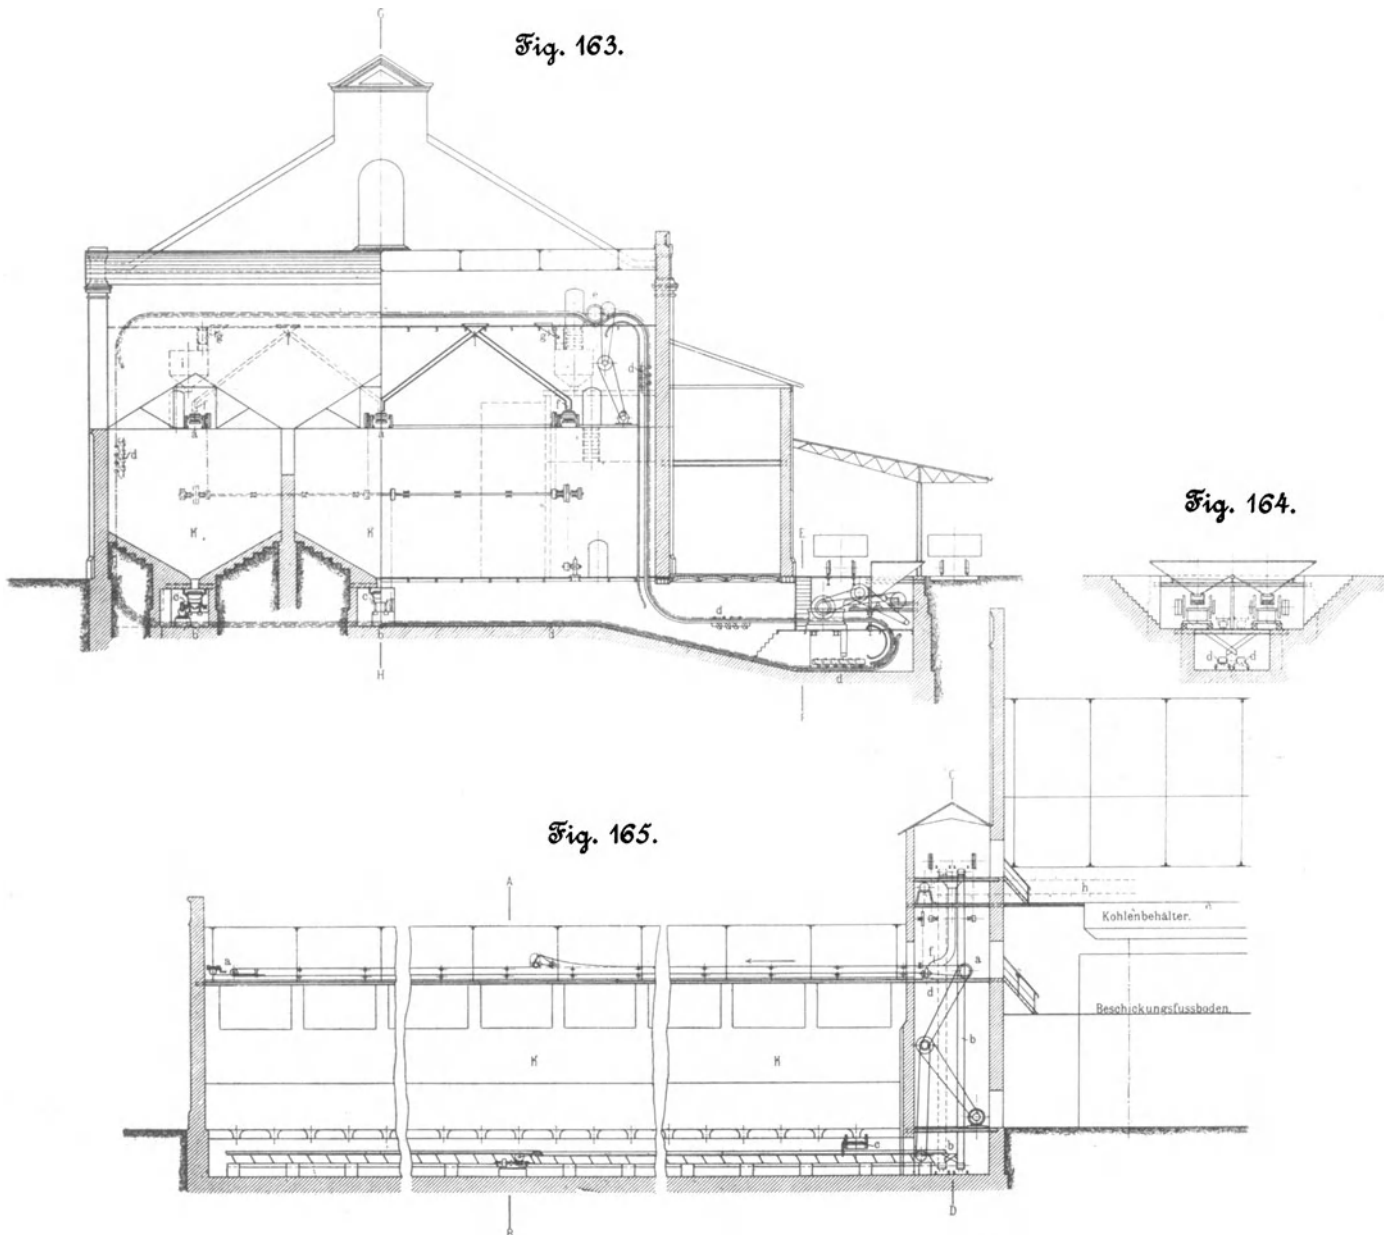 G
Fig. 163.
e
g
g
i
d
f
f
a
a
d
K
K
E
Fig. 164.
c
c
d
b
b
d
H
d
F
d
d
C
Fig. 165.
A
h
Kohlenbehälter.
a
f
a
d
Beschickungsfussboden.
b
K
K
c
b
B
D